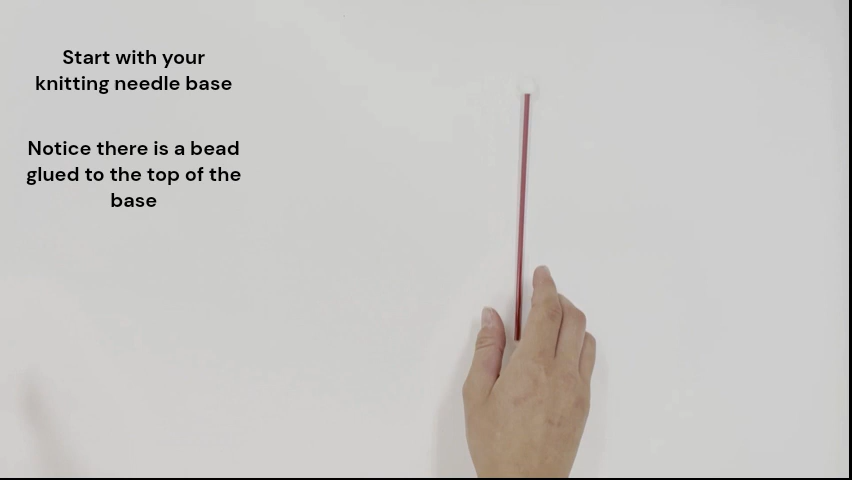 Start with your
knitting needle base
Notice there is a bead
glued to the top of the
base